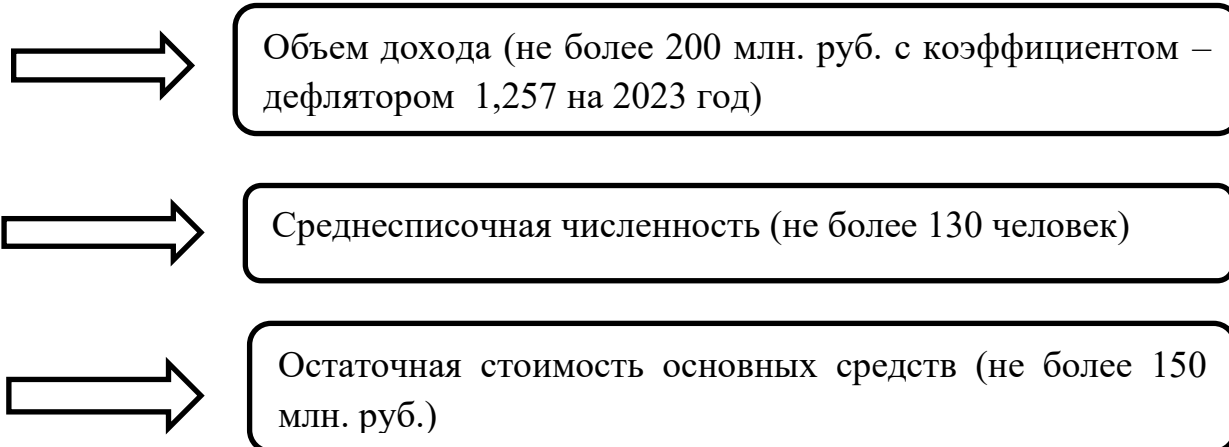 Объем дохода (не более 200 млн. руб. с коэффициентом –
дефлятором 1,257 на 2023 год)
Среднесписочная численность (не более 130 человек)
Остаточная стоимость основных средств (не более 150
млн. руб.)